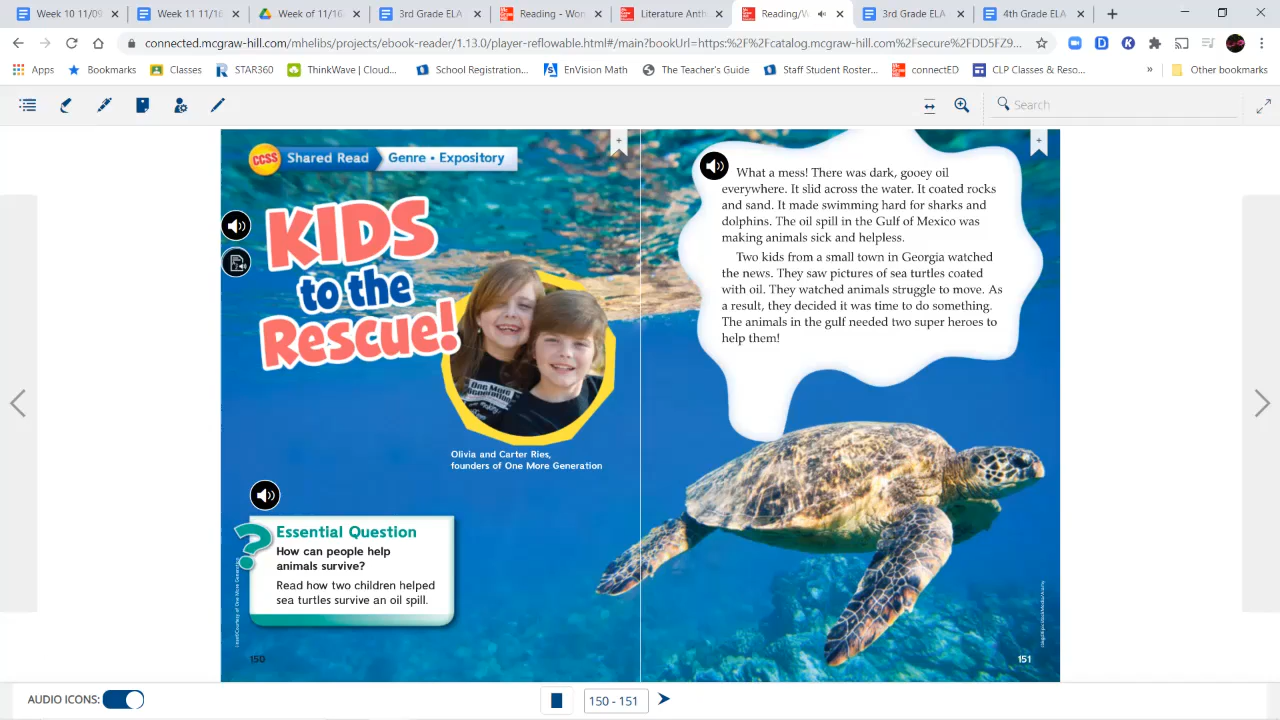 Week 10 11/09
Week 11 11/16
Week of 11/16
3rd Grade ELA
Reading - Won
Literature Anth
Reading/W
3rd Grade ELA
4th Grade ELA
connected.mcgraw-hill.com/mhebhs/projects/ebook-reader/1.13.0/player-raitowable.html#/main?bookUrl=https:%2F%2Fcatalog.mcgraw-hill.com%2Fsecure%2FDD5FZ9...
Apps
Bookmarks
Classes
STAR360
ThinkWave | Cloud...
School Registration...
EnVision Math
The Teacher's Guide
Staff Student Roster...
connectED
CLP Classes & Reso...
»
Other bookmarks
Search
CCSS Shared Read Genre • Expository
KIDS
to the
Rescue!
One More
Generation
Olivia and Carter Ries,
founders of One More Generation
Essential Question
How can people help
animals survive?
Read how two children helped
sea turtles survive an oil spill.
150
What a mess! There was dark, gooey oil
everywhere. It slid across the water. It coated rocks
and sand. It made swimming hard for sharks and
dolphins. The oil spill in the Gulf of Mexico was
making animals sick and helpless.
Two kids from a small town in Georgia watched
the news. They saw pictures of sea turtles coated
with oil. They watched animals struggle to move. As
a result, they decided it was time to do something.
The animals in the gulf needed two super heroes to
help them!
151
AUDIO ICONS:
150 - 151